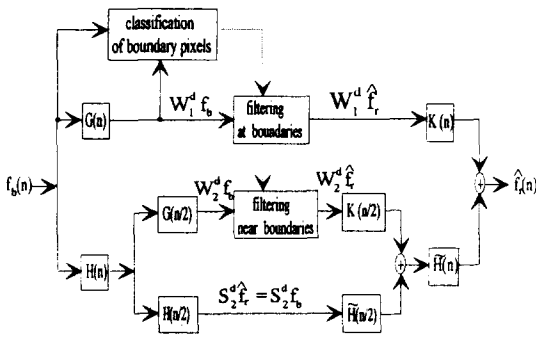 classification
of boundary pixels
W₁ᵈ f_b
W₁ᵈ f̂_r
G(n)
filtering
at boundaries
K (n)
f_b(n)
W₂ᵈ f_b
W₂ᵈ f̂_r
+
f̂_r(n)
G(n/2)
filtering
near boundaries
K (n/2)
H(n)
+
H̃(n)
S₂ᵈ f̂_r = S₂ᵈ f_b
H(n/2)
H̃(n/2)